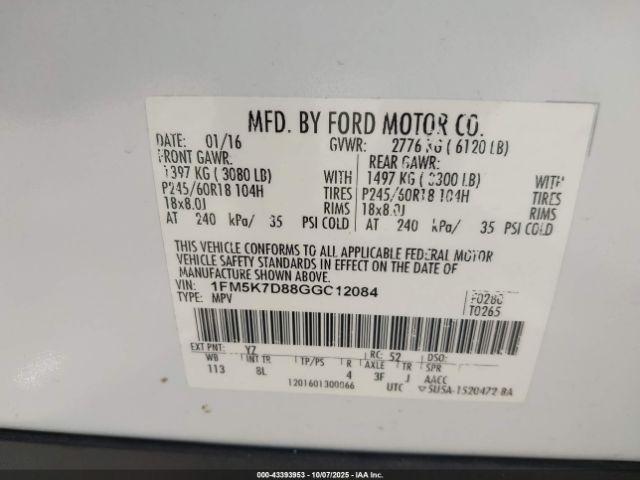 MFD. BY FORD MOTOR CO.
DATE: 01/16 GVWR: 2776 KG ( 6120 LB)
FRONT GAWR: REAR GAWR:
1397 KG ( 3080 LB) WITH 1497 KG ( 3300 LB) WITH
P245/60R18 104H TIRES P245/60R18 104H TIRES
18x8.0J RIMS 18x8.0J RIMS
AT 240 kPa/ 35 PSI COLD AT 240 kPa/ 35 PSI COLD
THIS VEHICLE CONFORMS TO ALL APPLICABLE FEDERAL MOTOR
VEHICLE SAFETY STANDARDS IN EFFECT ON THE DATE OF
MANUFACTURE SHOWN ABOVE.
VIN: 1FM5K7D88GGC12084
TYPE: MPV
F0280
T0265
EXT PNT: YZ RC: 52 DSO:
WB INT TR TP/PS R AXLE TR SPR
113 8L 4 3F J AACC
1201601300066 UTC SU5A-1520472-BA
000-43393953 - 10/07/2025 - © IAA Holdings, LLC